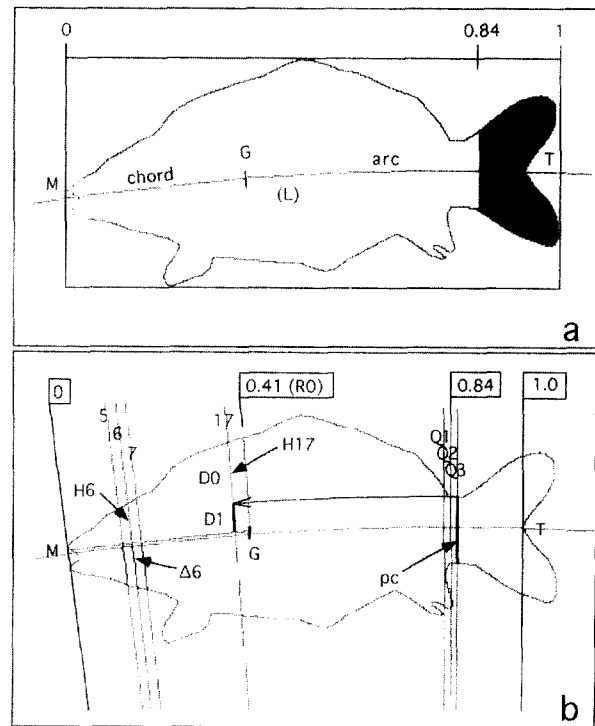 0 0.84 1
G
arc
T
M
chord
(L)
a
0 0.41 (R0) 0.84 1.0
5
6
7
17
H17
Q1
Q2
Q3
H6
D0
D1
M
G
T
Δ6
pc
b